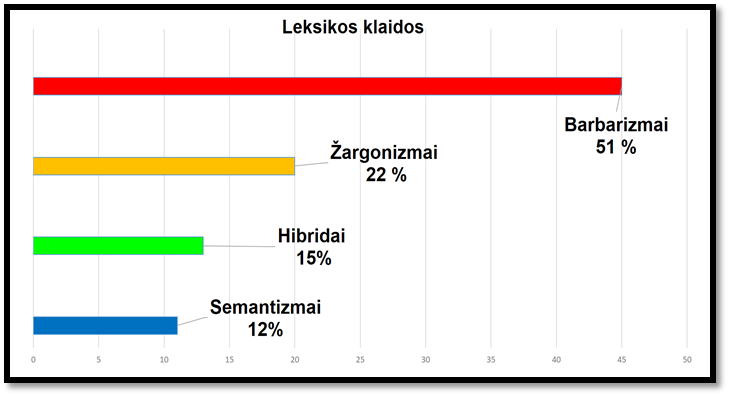 Leksikos klaidos
Barbarizmai
51 %
Žargonizmai
22 %
Hibridai
15%
Semantizmai
12%
0 5 10 15 20 25 30 35 40 45 50